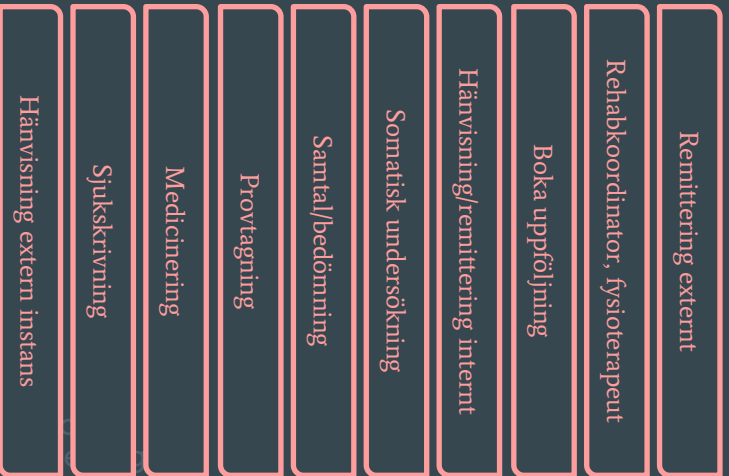 Hänvisning extern instans
Sjukskrivning
Medicinering
Provtagning
Samtal/bedömning
Somatisk undersökning
Hänvisning/remittering internt
Boka uppföljning
Rehabkoordinator, fysioterapeut
Remittering externt